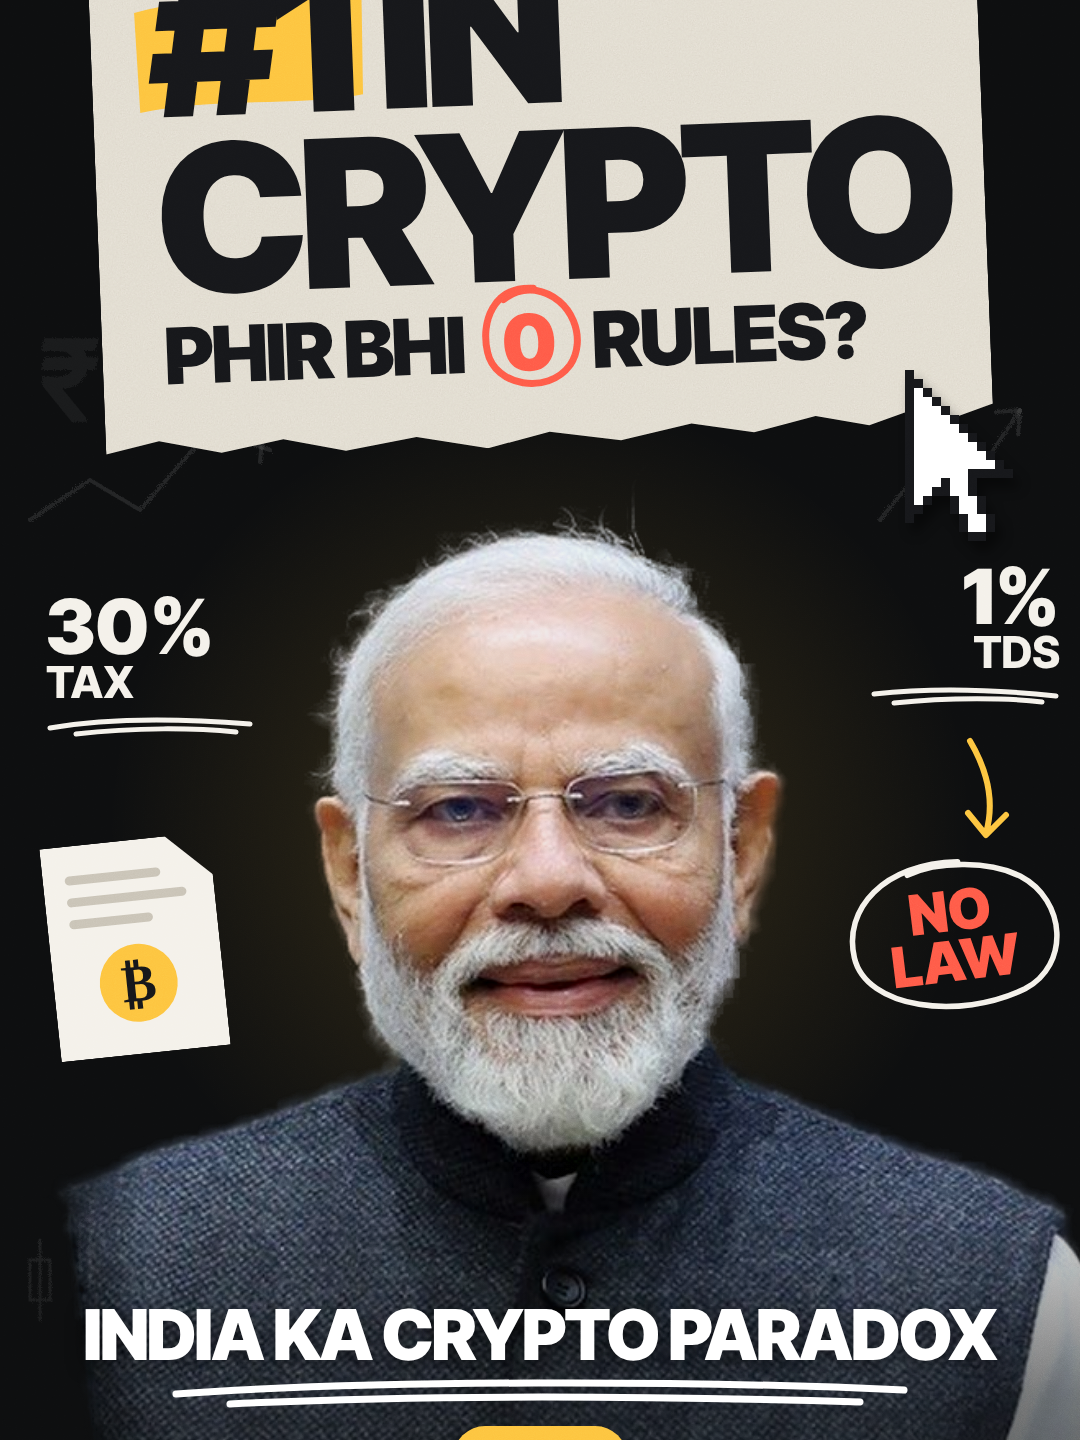 #1 IN
CRYPTO
PHIR BHI 0 RULES?
₹
30%
TAX
1%
TDS
₿
NO
LAW
INDIA KA CRYPTO PARADOX